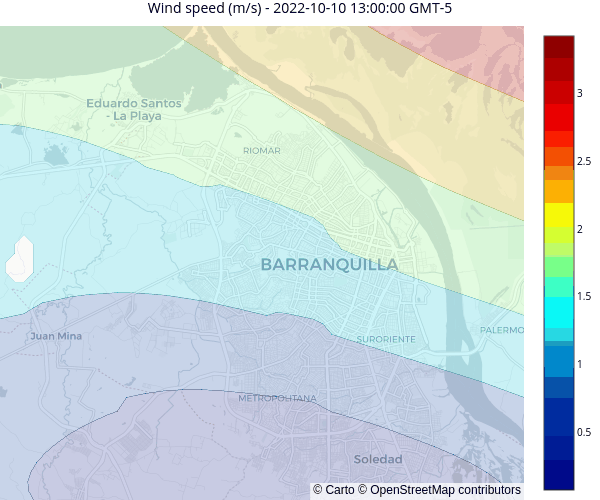 Wind speed (m/s) - 2022-10-10 13:00:00 GMT-5
Eduardo Santos
- La Playa
RIOMAR
BARRANQUILLA
Juan Mina
SURORIENTE
PALERMO
METROPOLITANA
Soledad
© Carto © OpenStreetMap contributors
3
2.5
2
1.5
1
0.5